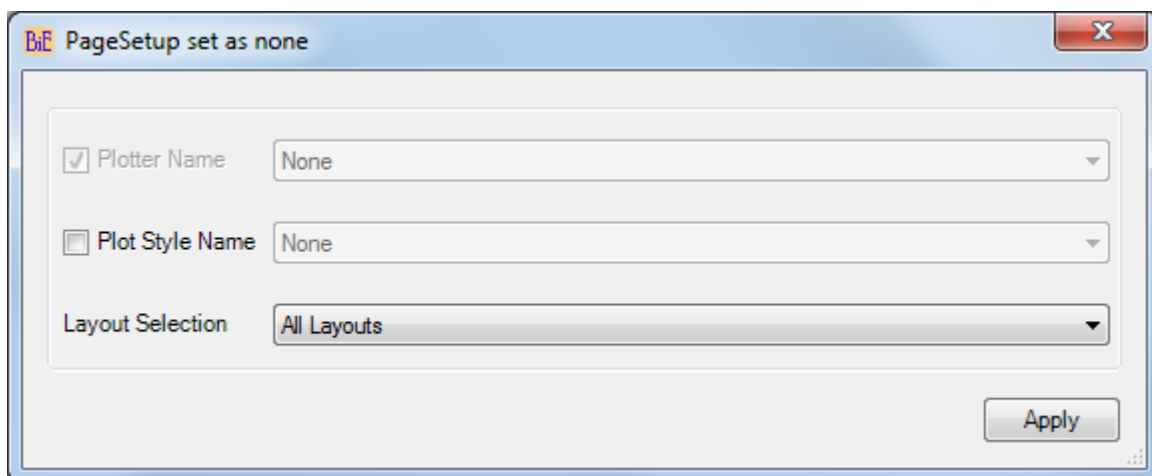 BiE PageSetup set as none
Plotter Name None
Plot Style Name None
Layout Selection All Layouts
Apply